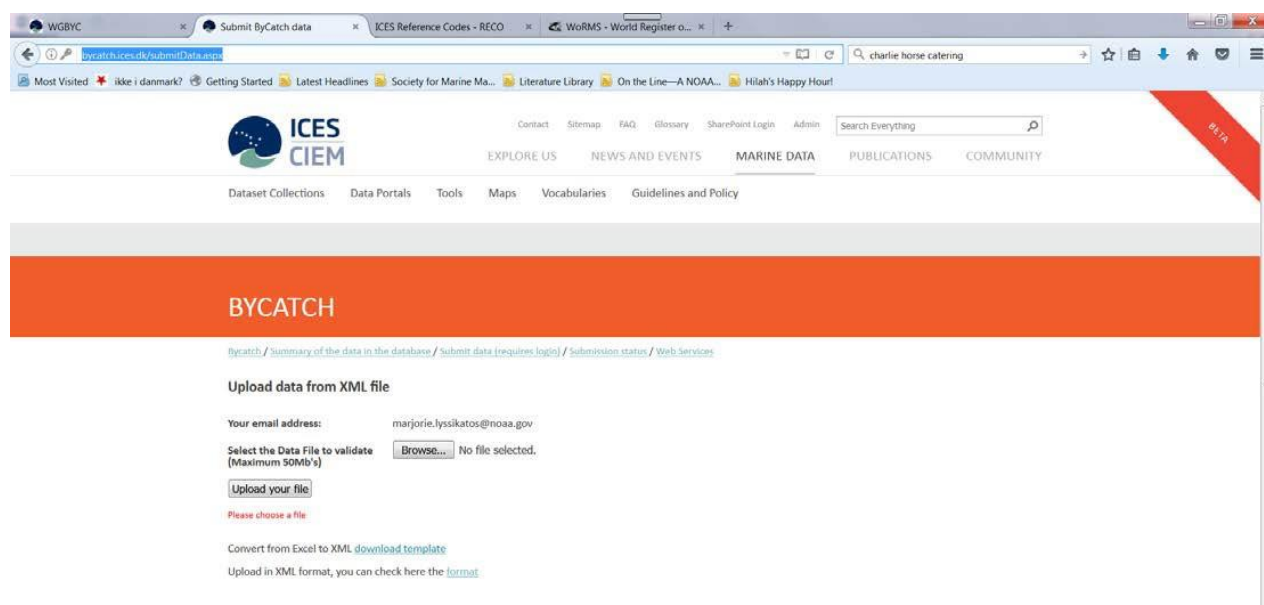 WGBYC × Submit ByCatch data × ICES Reference Codes - RECO × WoRMS - World Register o... × +
bycatch.ices.dk/submitData.aspx charlie horse catering
Most Visited ikke i danmark? Getting Started Latest Headlines Society for Marine Ma... Literature Library On the Line—A NOAA... Hilah's Happy Hour!
BETA
ICES
CIEM
Contact Sitemap FAQ Glossary SharePoint Login Admin Search Everything
EXPLORE US NEWS AND EVENTS MARINE DATA PUBLICATIONS COMMUNITY
Dataset Collections Data Portals Tools Maps Vocabularies Guidelines and Policy
BYCATCH
Bycatch / Summary of the data in the database / Submit data (requires login) / Submission status / Web Services
Upload data from XML file
Your email address: marjorie.lyssikatos@noaa.gov
Select the Data File to validate Browse... No file selected.
(Maximum 50Mb's)
Upload your file
Please choose a file
Convert from Excel to XML download template
Upload in XML format, you can check here the format